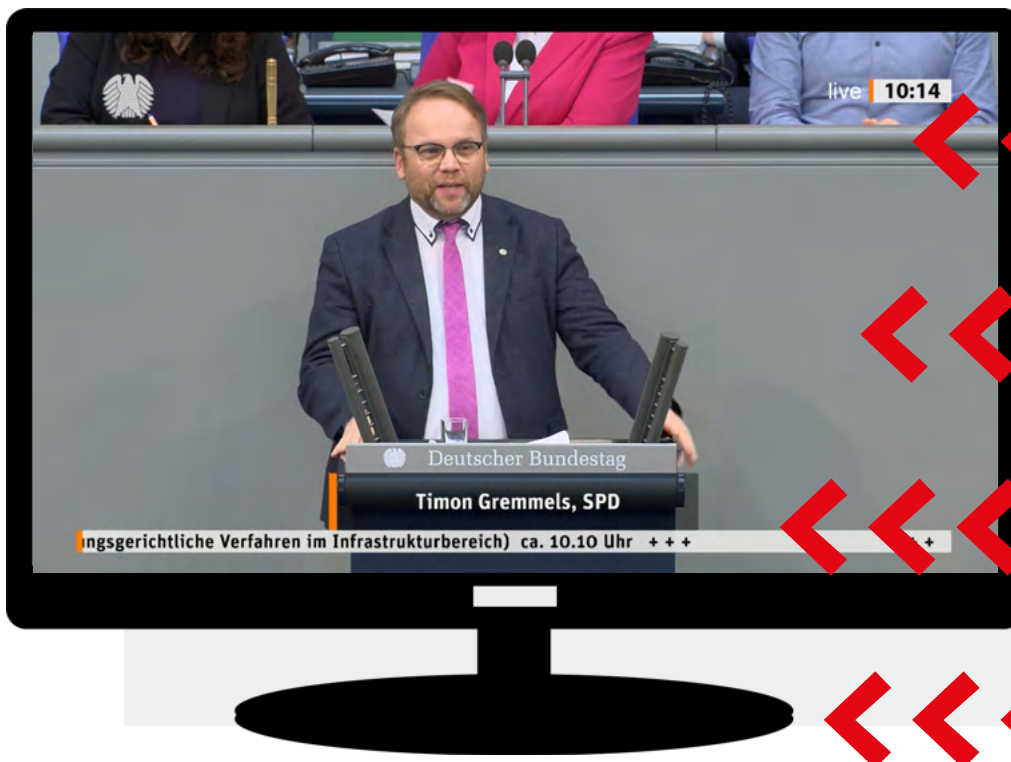 live 10:14
Deutscher Bundestag
Timon Gremmels, SPD
ngsgerichtliche Verfahren im Infrastrukturbereich) ca. 10.10 Uhr + + +
+